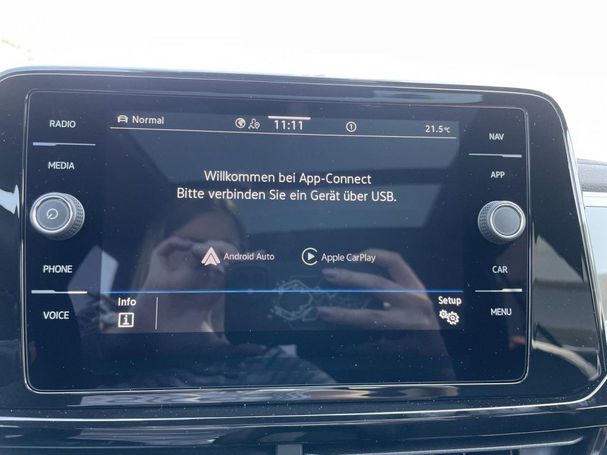 RADIO
MEDIA
PHONE
VOICE
Normal
11:11
1
21.5°C
Willkommen bei App-Connect
Bitte verbinden Sie ein Gerät über USB.
Android Auto
Apple CarPlay
Info
Setup
NAV
APP
CAR
MENU